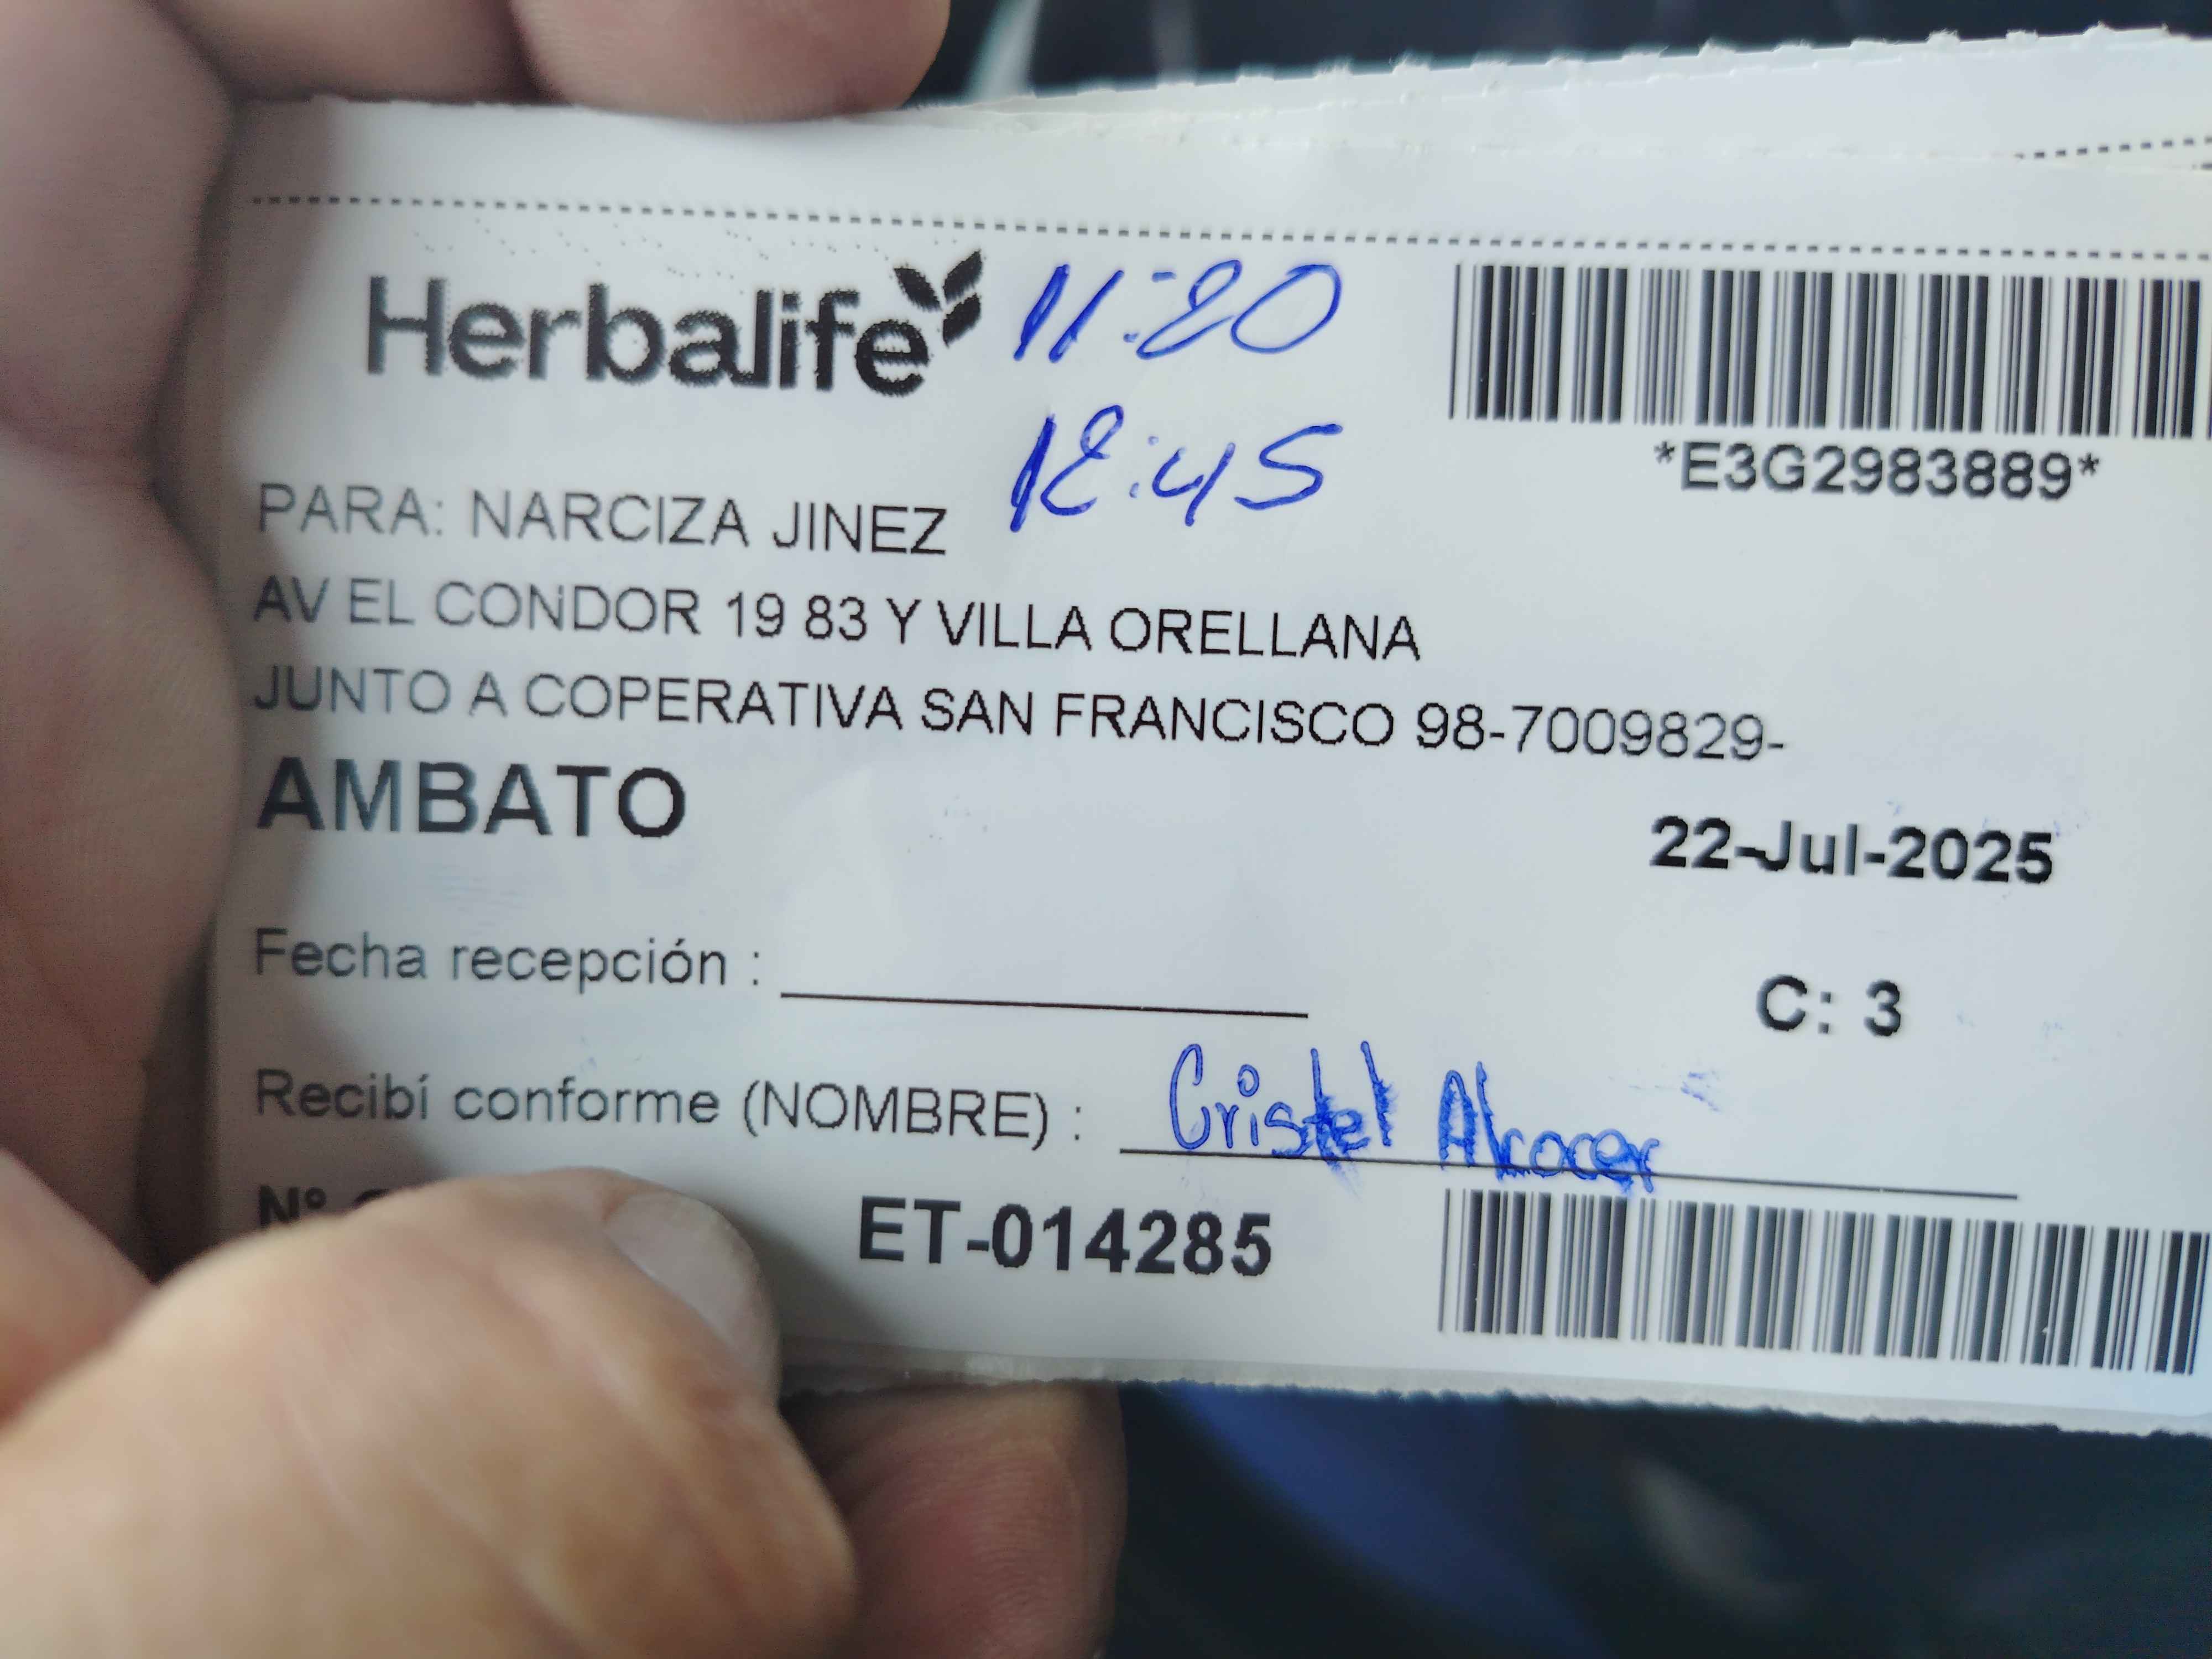 Herbalife
11:20
12:45
*E3G2983889*
PARA: NARCIZA JINEZ
AV EL CONDOR 19 83 Y VILLA ORELLANA
JUNTO A COPERATIVA SAN FRANCISCO 98-7009829-
AMBATO
22-Jul-2025
Fecha recepción :
C: 3
Recibí conforme (NOMBRE) : Cristel Alcocer
N°
ET-014285